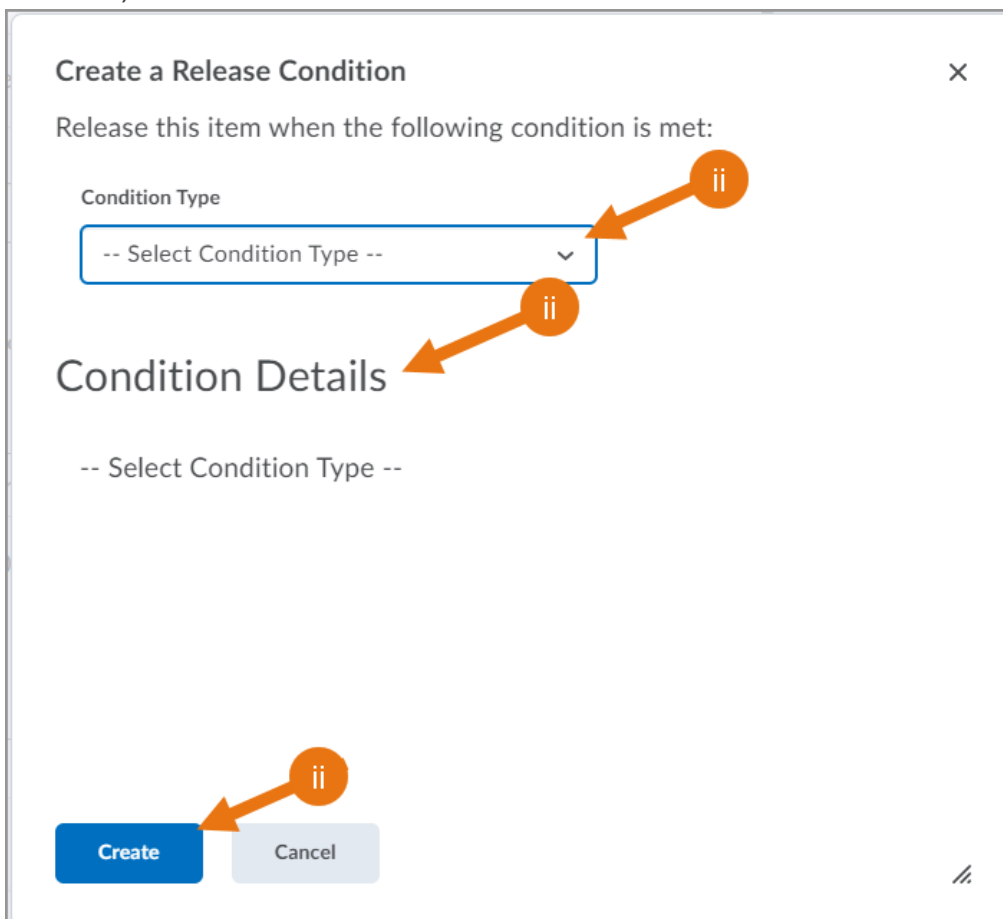 Create a Release Condition
Release this item when the following condition is met:
ii
Condition Type
-- Select Condition Type --
ii
Condition Details
-- Select Condition Type --
ii
Create Cancel